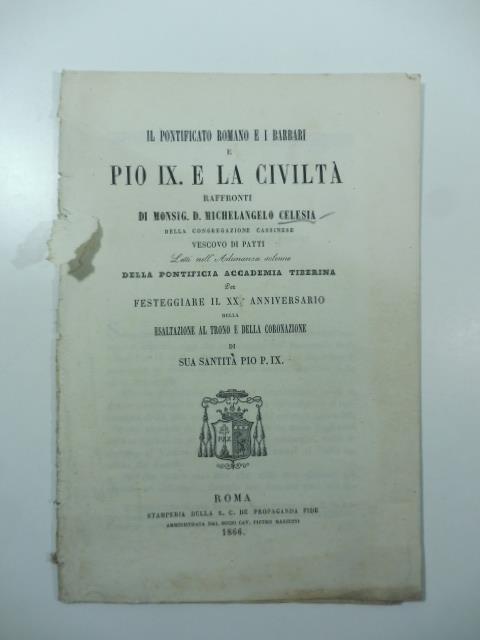 IL PONTIFICATO ROMANO E I BARBARI
E
PIO IX. E LA CIVILTÀ
RAFFRONTI
DI MONSIG. D. MICHELANGELO CELESIA
DELLA CONGREGAZIONE CASSINESE
VESCOVO DI PATTI
Letti nell'Adunanza solenne
DELLA PONTIFICIA ACCADEMIA TIBERINA
Per
FESTEGGIARE IL XX. ANNIVERSARIO
DELLA
ESALTAZIONE AL TRONO E DELLA CORONAZIONE
DI
SUA SANTITÀ PIO P. IX.
PAX
ROMA
STAMPERIA DELLA S. C. DE PROPAGANDA FIDE
AMMINISTRATA DAL SOCIO CAV. PIETRO MARIETTI
1866.